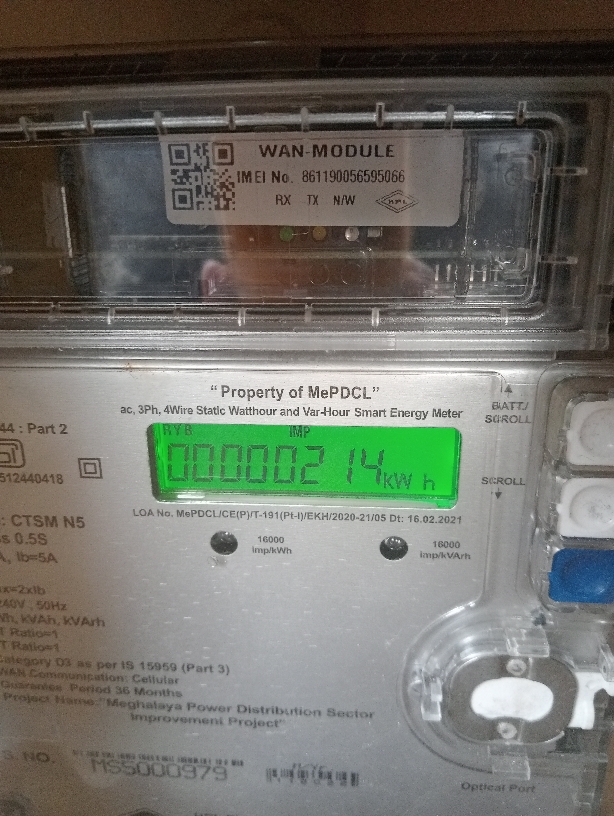 WAN-MODULE
IMEI No. 861190056595066
RX TX N/W
"Property of MePDCL"
ac, 3Ph, 4Wire Static Watthour and Var-Hour Smart Energy Meter
BATT/
SCROLL
SCROLL
RYB IMP
00000214 kWh
LOA No. MePDCL/CE(P)/T-191(Pt-I)/EKH/2020-21/05 Dt: 16.02.2021
16000
imp/kWh
16000
imp/kVArh
44 : Part 2
512440418
: CTSM N5
s 0.5S
A, Ib=5A
x=2xIb
240V , 50Hz
Wh, kVAh, kVArh
T Ratio=1
T Ratio=1
Category D3 as per IS 15959 (Part 3)
WAN Communication: Cellular
Guarantee Period 36 Months
Project Name:"Meghalaya Power Distribution Sector
Improvement Project"
S. NO.
MS5000979
Optical Port